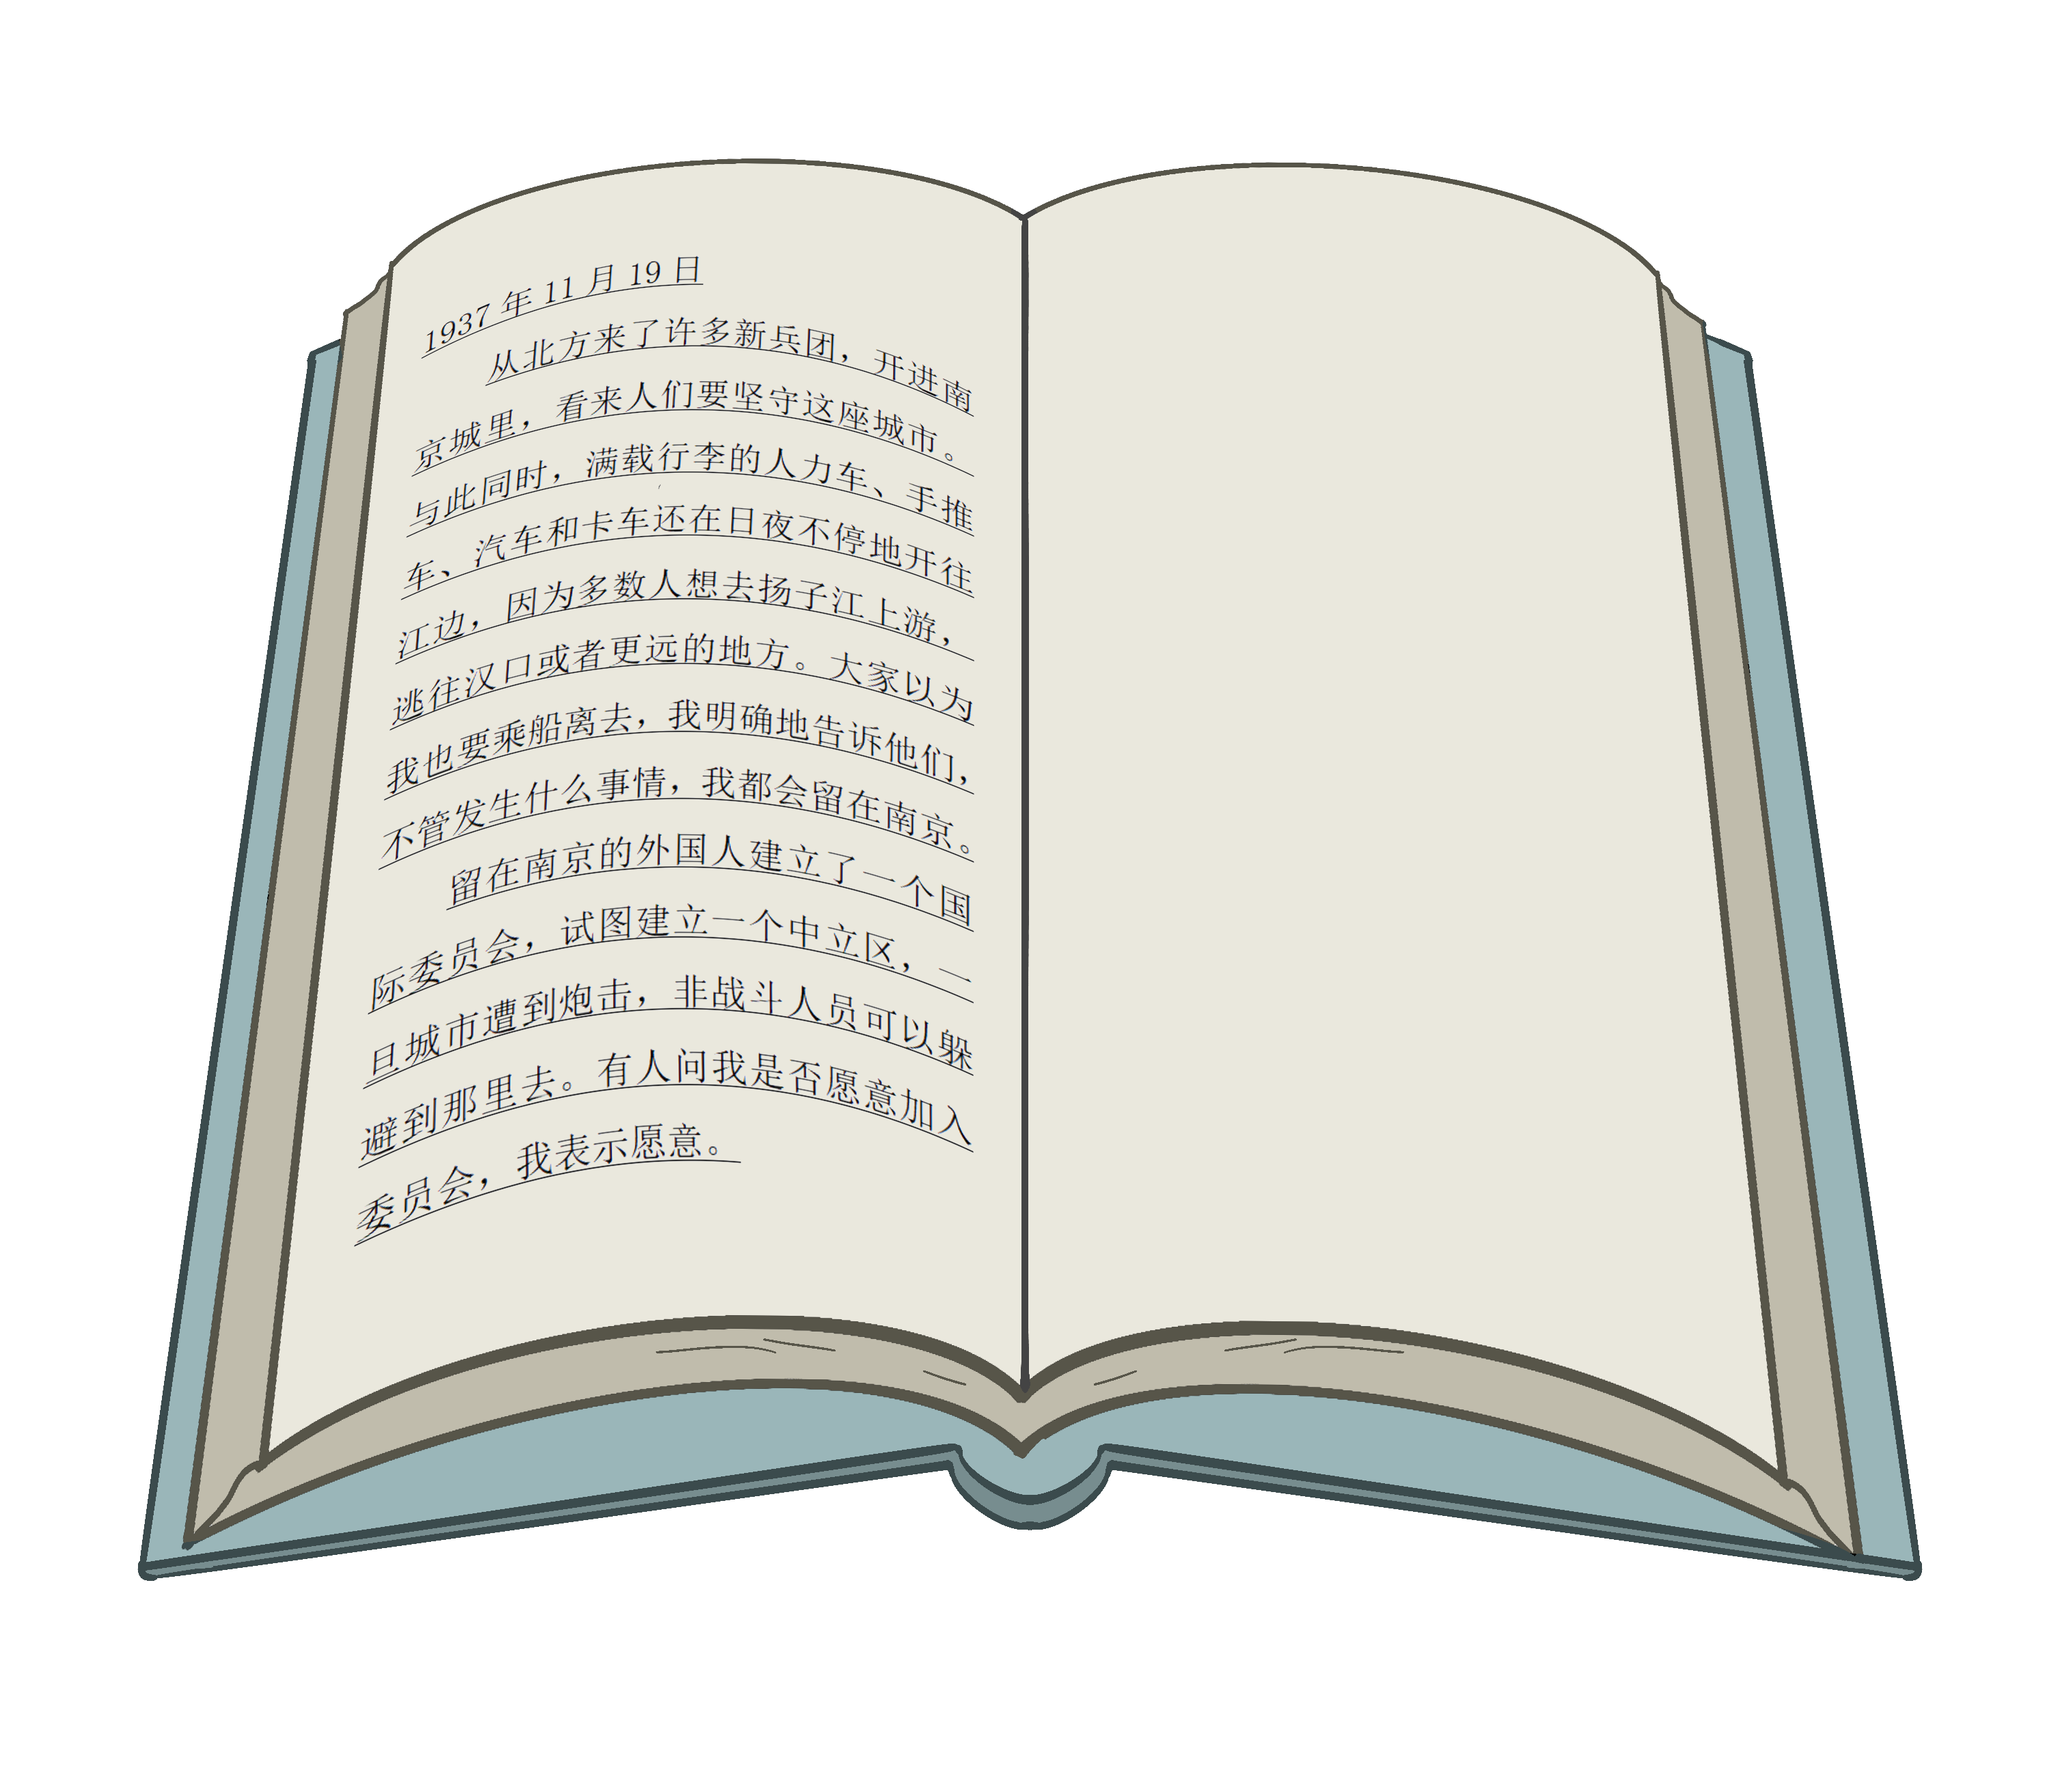 1937 年 11 月 19 日
从北方来了许多新兵团，开进南
京城里，看来人们要坚守这座城市。
与此同时，满载行李的人力车、手推
车、汽车和卡车还在日夜不停地开往
江边，因为多数人想去扬子江上游，
逃往汉口或者更远的地方。大家以为
我也要乘船离去，我明确地告诉他们，
不管发生什么事情，我都会留在南京。
留在南京的外国人建立了一个国
际委员会，试图建立一个中立区，一
旦城市遭到炮击，非战斗人员可以躲
避到那里去。有人问我是否愿意加入
委员会，我表示愿意。